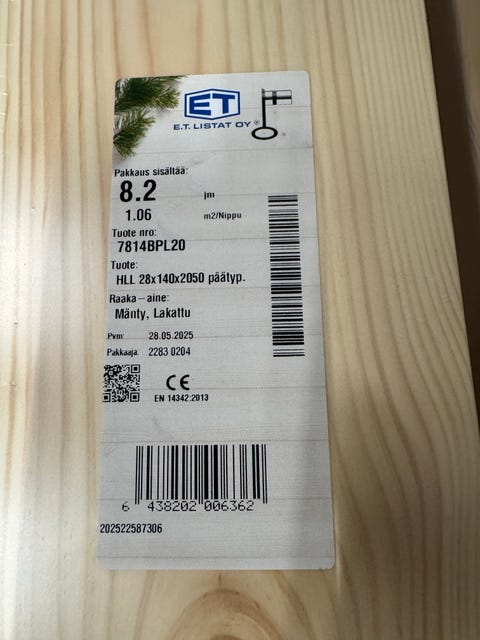 ET
E.T. LISTAT OY ®
®
Pakkaus sisältää:
8.2 jm
1.06 m2/Nippu
Tuote nro:
7814BPL20
Tuote:
HLL 28x140x2050 päätyp.
Raaka-aine:
Mänty, Lakattu
Pvm: 28.05.2025
Pakkaaja: 2283 0204
CE
EN 14342:2013
6 438202 006362
202522587306